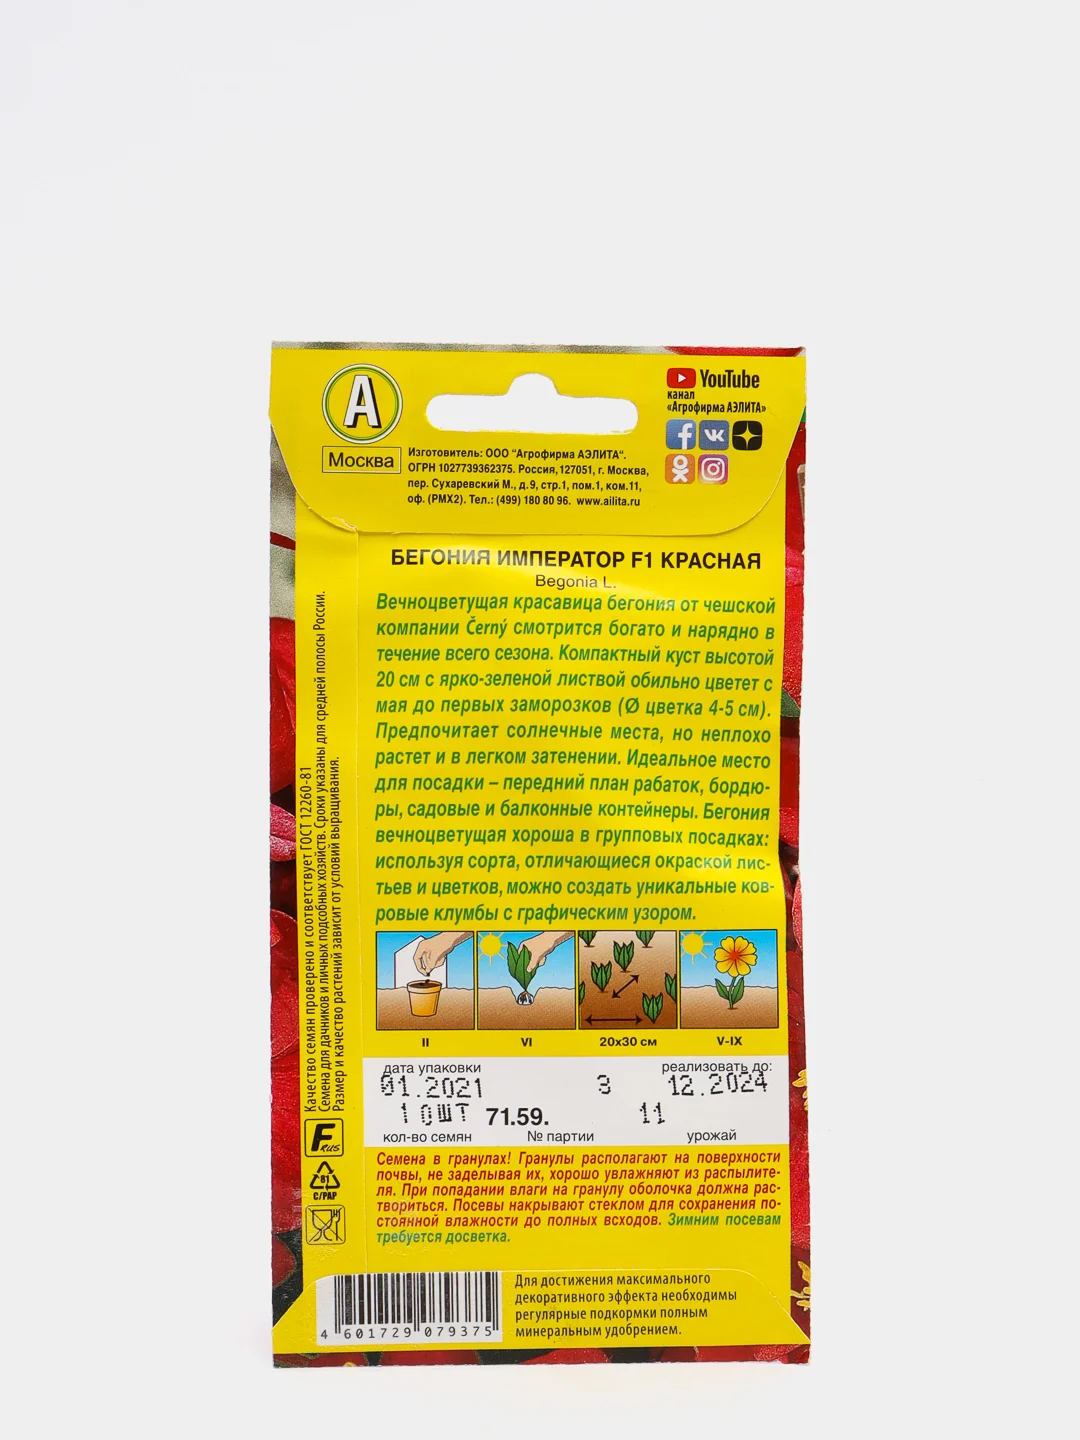 А
Москва
Изготовитель: ООО "Агрофирма АЭЛИТА".
ОГРН 1027739362375. Россия,127051, г. Москва,
пер. Сухаревский М., д.9, стр.1, пом.1, ком.11,
оф. (РМХ2). Тел.: (499) 180 80 96. www.ailita.ru
YouTube
канал
«Агрофирма АЭЛИТА»
БЕГОНИЯ ИМПЕРАТОР F1 КРАСНАЯ
Begonia L.
Вечноцветущая красавица бегония от чешской
компании Černý смотрится богато и нарядно в
течение всего сезона. Компактный куст высотой
20 см с ярко-зеленой листвой обильно цветет с
мая до первых заморозков (Ø цветка 4-5 см).
Предпочитает солнечные места, но неплохо
растет и в легком затенении. Идеальное место
для посадки – передний план рабаток, бордю-
ры, садовые и балконные контейнеры. Бегония
вечноцветущая хороша в групповых посадках:
используя сорта, отличающиеся окраской лис-
тьев и цветков, можно создать уникальные ков-
ровые клумбы с графическим узором.
II
VI
20х30 см
V-IX
дата упаковки
реализовать до:
01.2021
3
12.2024
10ШТ
71.59.
11
кол-во семян
№ партии
урожай
Семена в гранулах! Гранулы располагают на поверхности
почвы, не заделывая их, хорошо увлажняют из распылите-
ля. При попадании влаги на гранулу оболочка должна рас-
твориться. Посевы накрывают стеклом для сохранения по-
стоянной влажности до полных всходов. Зимним посевам
требуется досветка.
Для достижения максимального
декоративного эффекта необходимы
регулярные подкормки полным
минеральным удобрением.
4 601729 079375
Качество семян проверено и соответствует ГОСТ 12260-81
Семена для дачников и личных подсобных хозяйств. Сроки указаны для средней полосы России.
Размер и качество растений зависит от условий выращивания.
F RUS
81
C/PAP